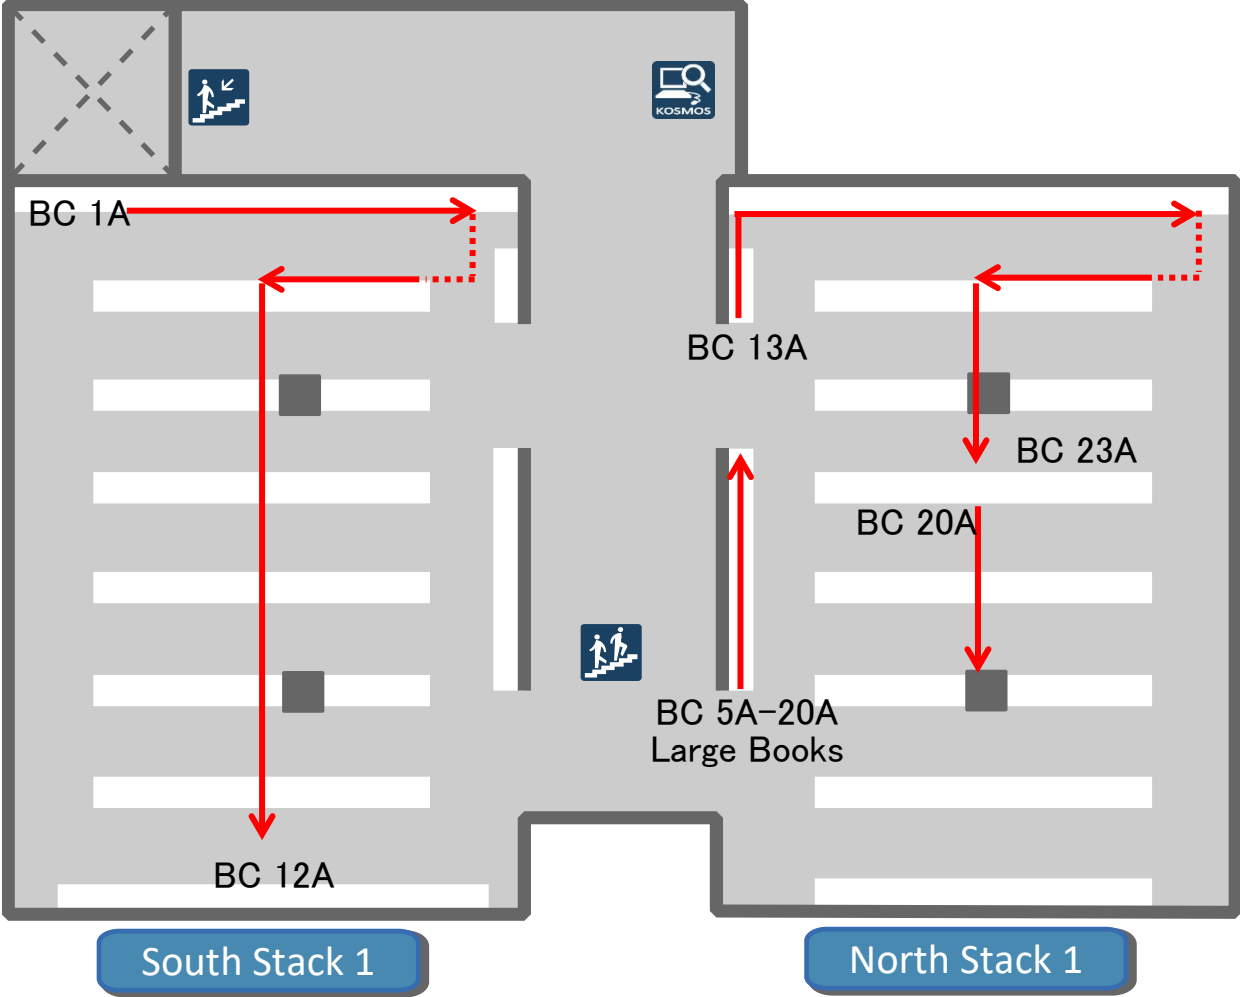 KOSMOS
BC 1A
BC 13A
BC 23A
BC 20A
BC 5A-20A
Large Books
BC 12A
South Stack 1
North Stack 1